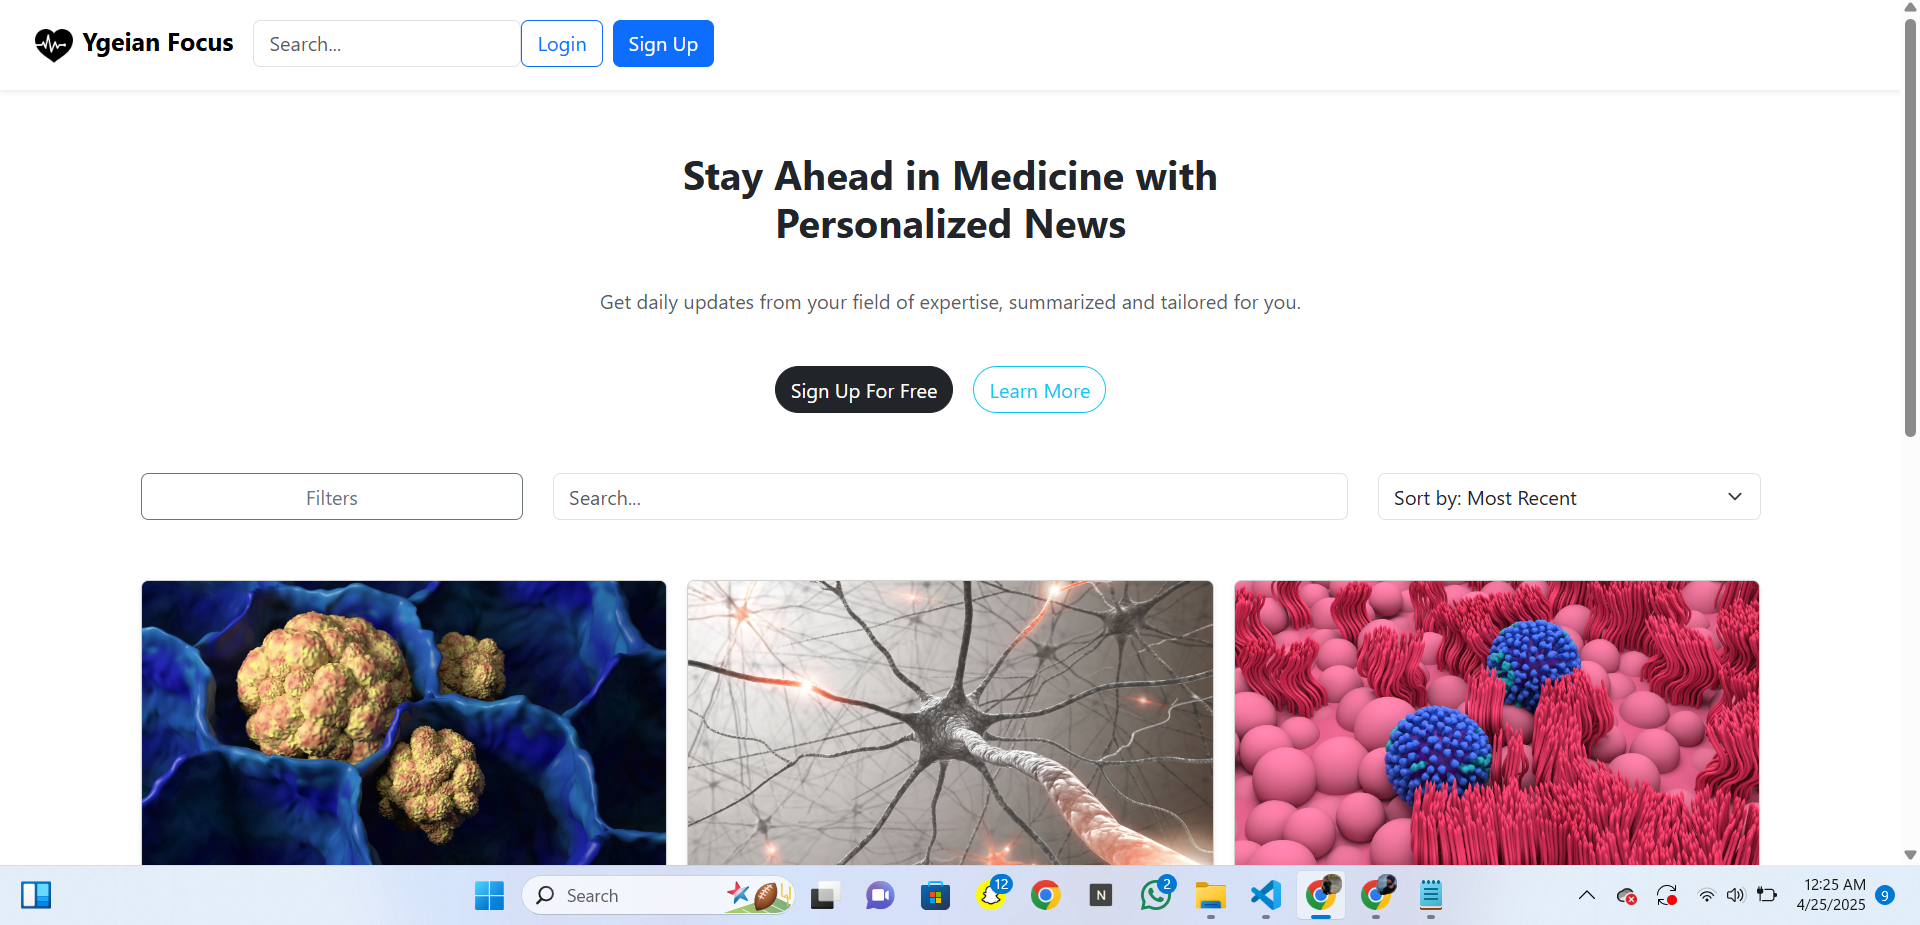 Ygeian Focus
Search...
Login
Sign Up
Stay Ahead in Medicine with
Personalized News
Get daily updates from your field of expertise, summarized and tailored for you.
Sign Up For Free
Learn More
Filters
Search...
Sort by: Most Recent
Search
12
N
2
12:25 AM
4/25/2025
9